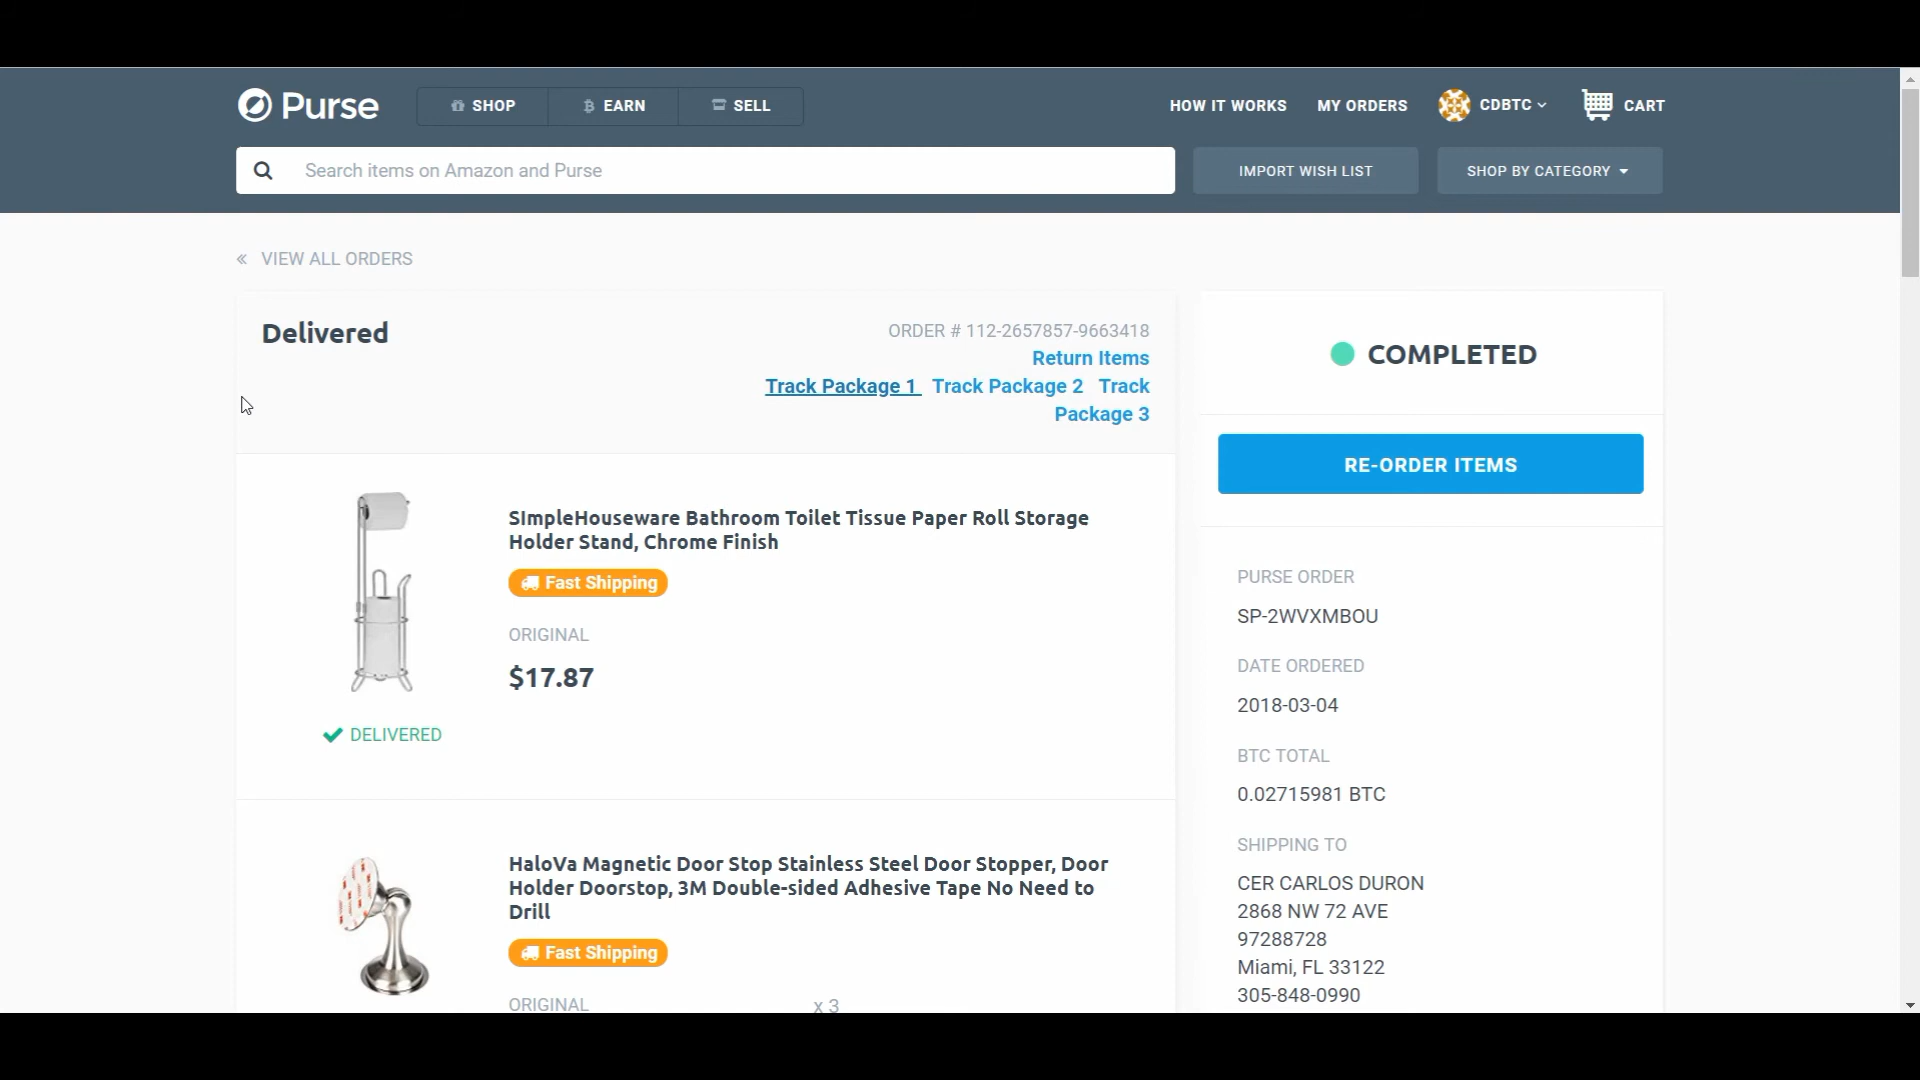 Purse
SHOP
EARN
SELL
HOW IT WORKS
MY ORDERS
CDBTC
CART
Search items on Amazon and Purse
IMPORT WISH LIST
SHOP BY CATEGORY
« VIEW ALL ORDERS
Delivered
ORDER # 112-2657857-9663418
Return Items
Track Package 1 Track Package 2 Track
Package 3
SImpleHouseware Bathroom Toilet Tissue Paper Roll Storage
Holder Stand, Chrome Finish
Fast Shipping
ORIGINAL
$17.87
DELIVERED
HaloVa Magnetic Door Stop Stainless Steel Door Stopper, Door
Holder Doorstop, 3M Double-sided Adhesive Tape No Need to
Drill
Fast Shipping
ORIGINAL
x 3
COMPLETED
RE-ORDER ITEMS
PURSE ORDER
SP-2WVXMBOU
DATE ORDERED
2018-03-04
BTC TOTAL
0.02715981 BTC
SHIPPING TO
CER CARLOS DURON
2868 NW 72 AVE
97288728
Miami, FL 33122
305-848-0990